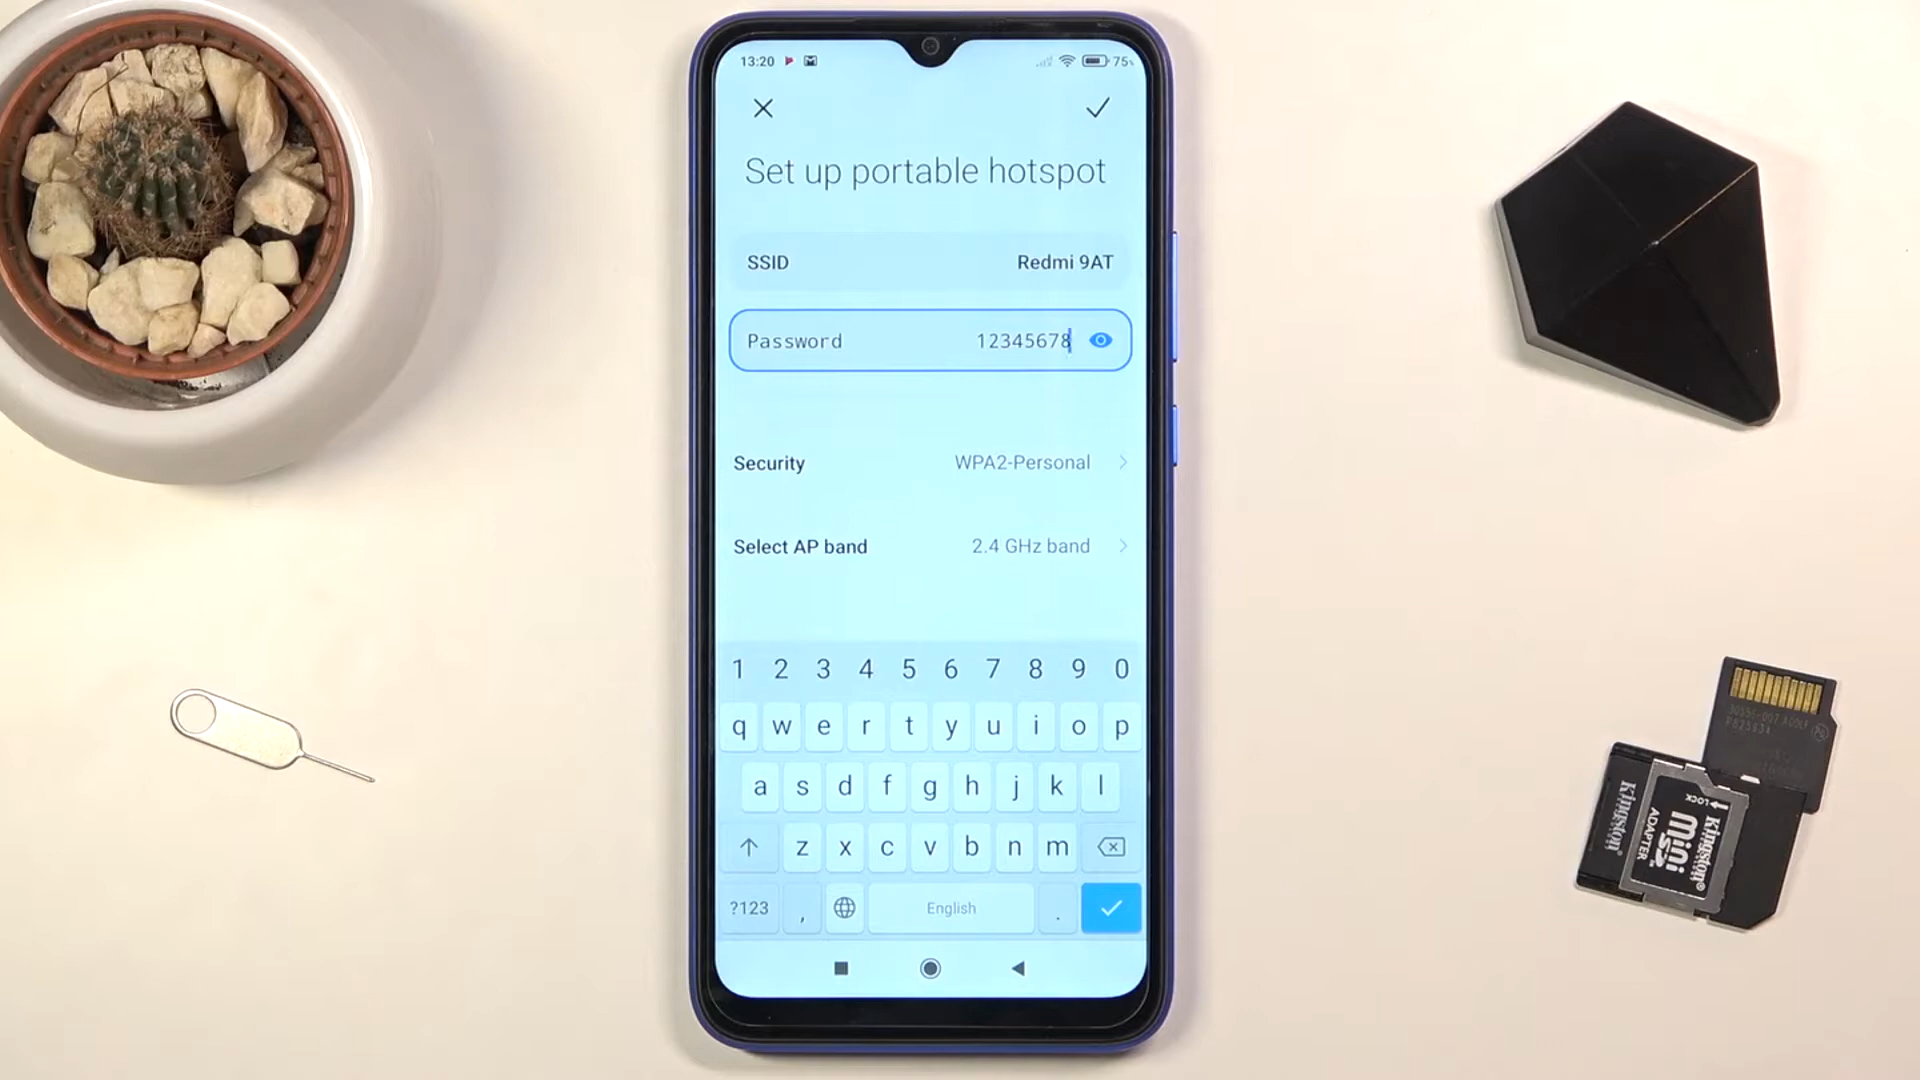 13:20 75%
Set up portable hotspot
SSID Redmi 9AT
Password 12345678
Security WPA2-Personal
Select AP band 2.4 GHz band
1 2 3 4 5 6 7 8 9 0
q w e r t y u i o p
a s d f g h j k l
z x c v b n m
?123 , English .
Kingston
LOCK
Kingston
mini
SD
ADAPTER